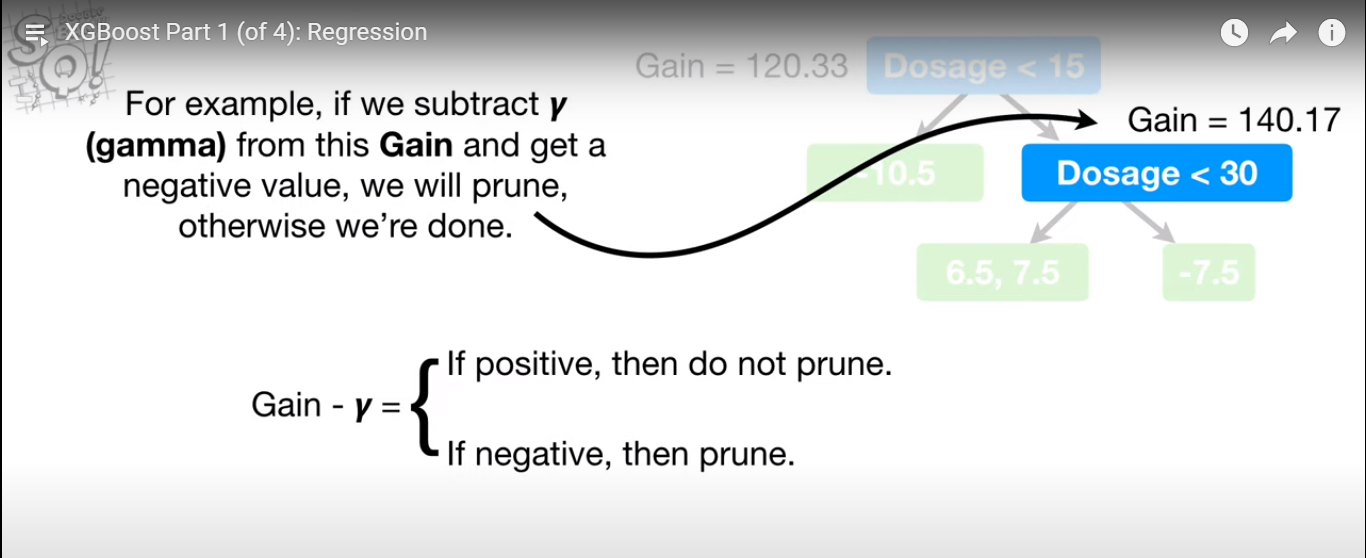 XGBoost Part 1 (of 4): Regression
Gain = 120.33
Dosage < 15
For example, if we subtract γ
(gamma) from this Gain and get a
negative value, we will prune,
otherwise we're done.
Gain = 140.17
-10.5
Dosage < 30
6.5, 7.5
-7.5
Gain - γ =
If positive, then do not prune.
If negative, then prune.